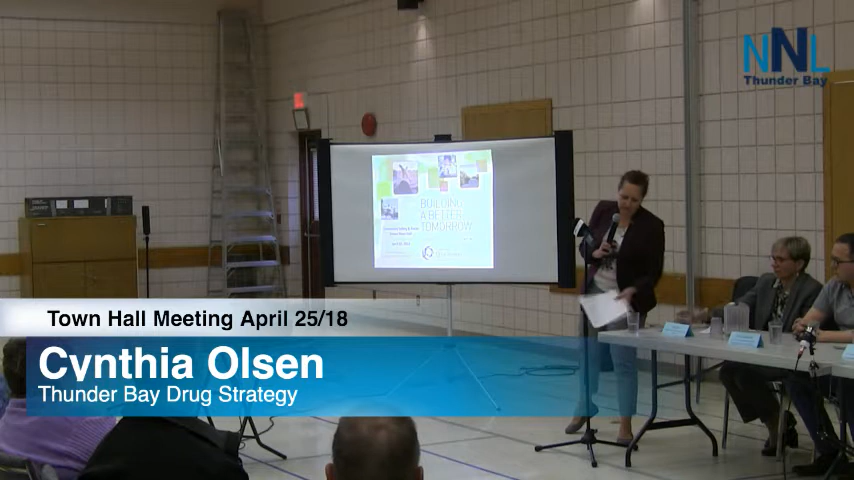 NNL
Thunder Bay
BUILDING
A BETTER
TOMORROW
Town Hall Meeting April 25/18
Cynthia Olsen
Thunder Bay Drug Strategy